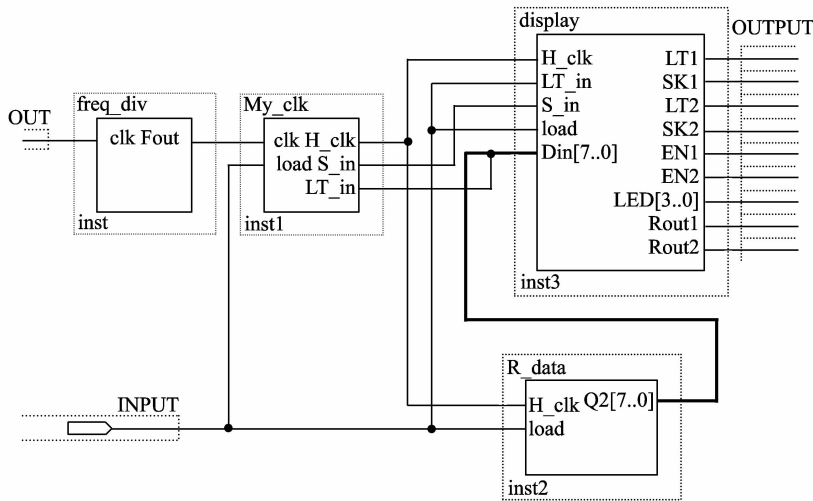 display
OUTPUT
H_clk LT1
LT_in SK1
S_in LT2
load SK2
Din[7..0] EN1
EN2
LED[3..0]
Rout1
Rout2
inst3
freq_div
OUT
clk Fout
inst
My_clk
clk H_clk
load S_in
LT_in
inst1
R_data
INPUT
H_clk Q2[7..0]
load
inst2